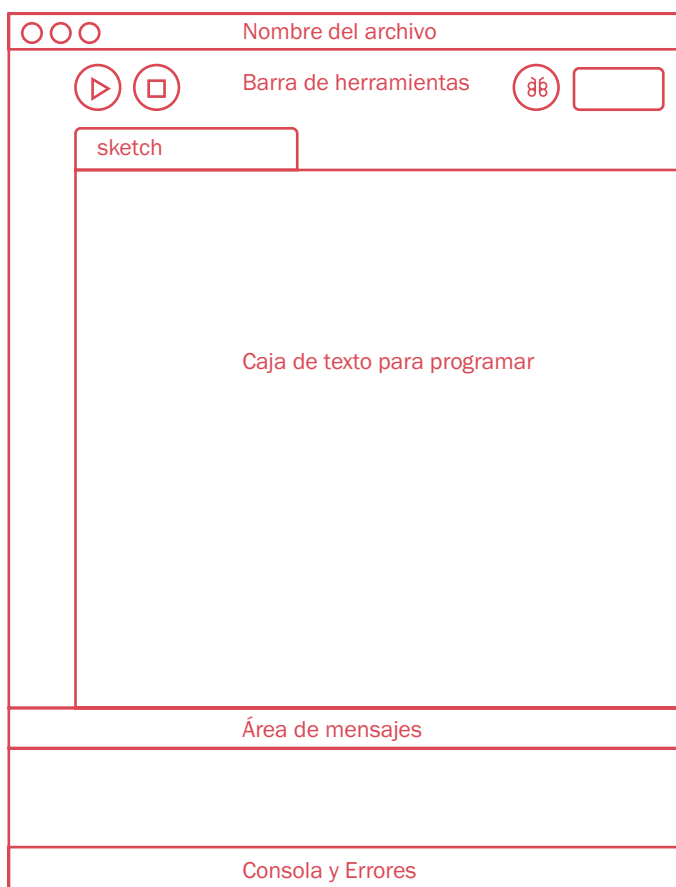 Nombre del archivo
Barra de herramientas
sketch
Caja de texto para programar
Área de mensajes
Consola y Errores